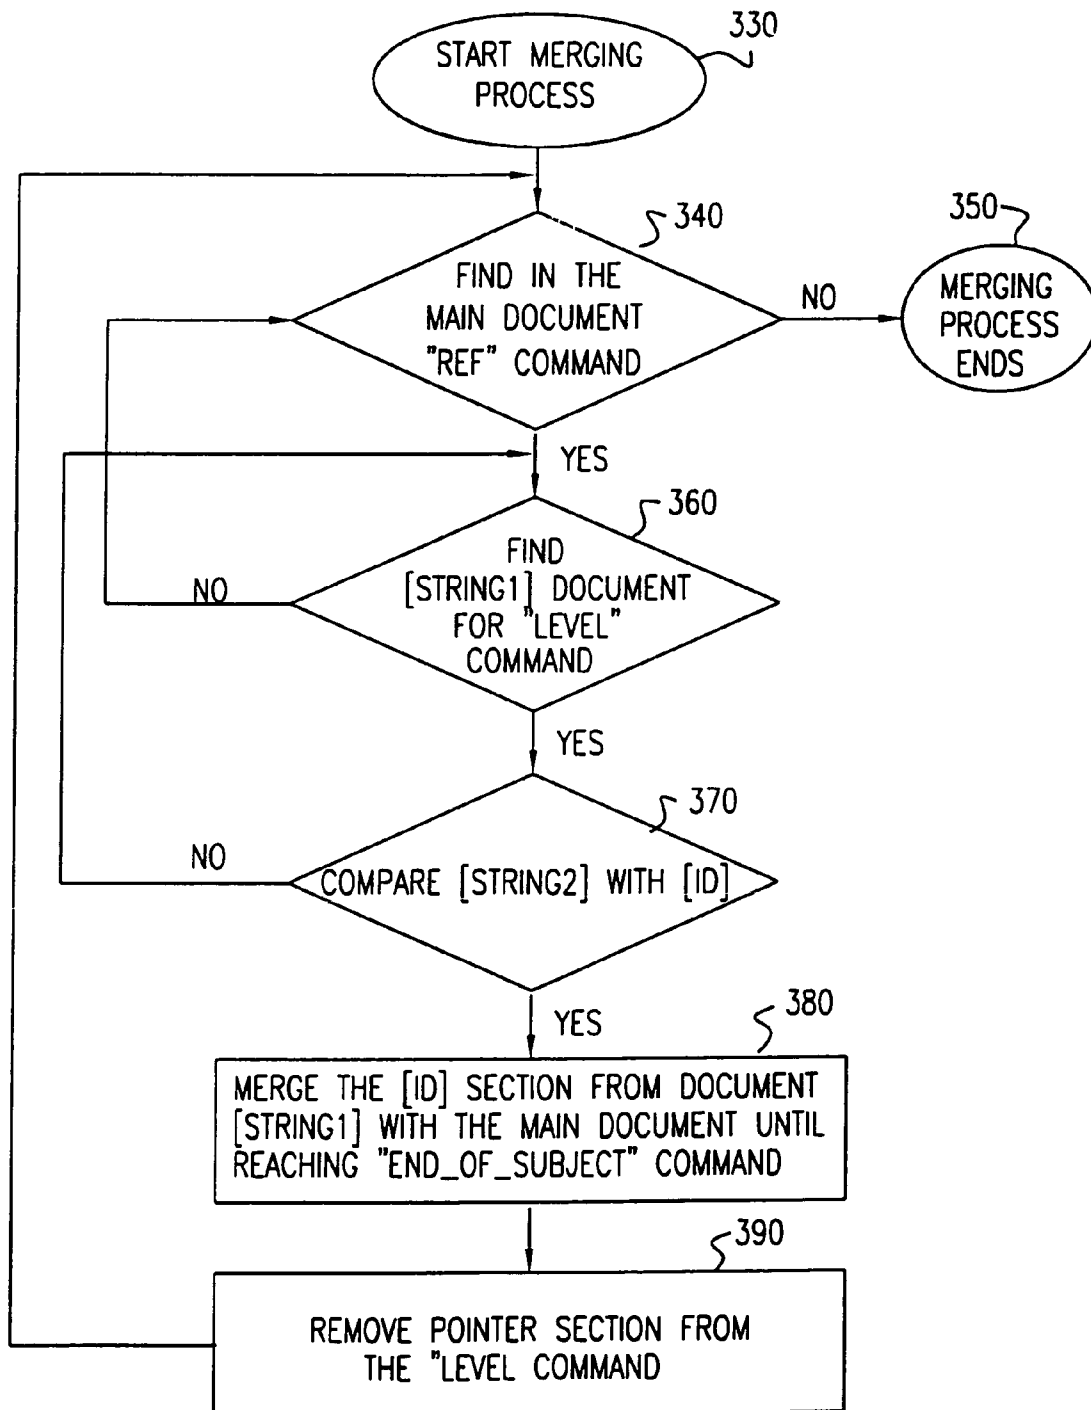 330
START MERGING
PROCESS
340
350
FIND IN THE
MAIN DOCUMENT
"REF" COMMAND
NO
MERGING
PROCESS
ENDS
YES
360
FIND
[STRING1] DOCUMENT
FOR "LEVEL"
COMMAND
NO
YES
370
NO
COMPARE [STRING2] WITH [ID]
YES
380
MERGE THE [ID] SECTION FROM DOCUMENT
[STRING1] WITH THE MAIN DOCUMENT UNTIL
REACHING "END_OF_SUBJECT" COMMAND
390
REMOVE POINTER SECTION FROM
THE "LEVEL COMMAND